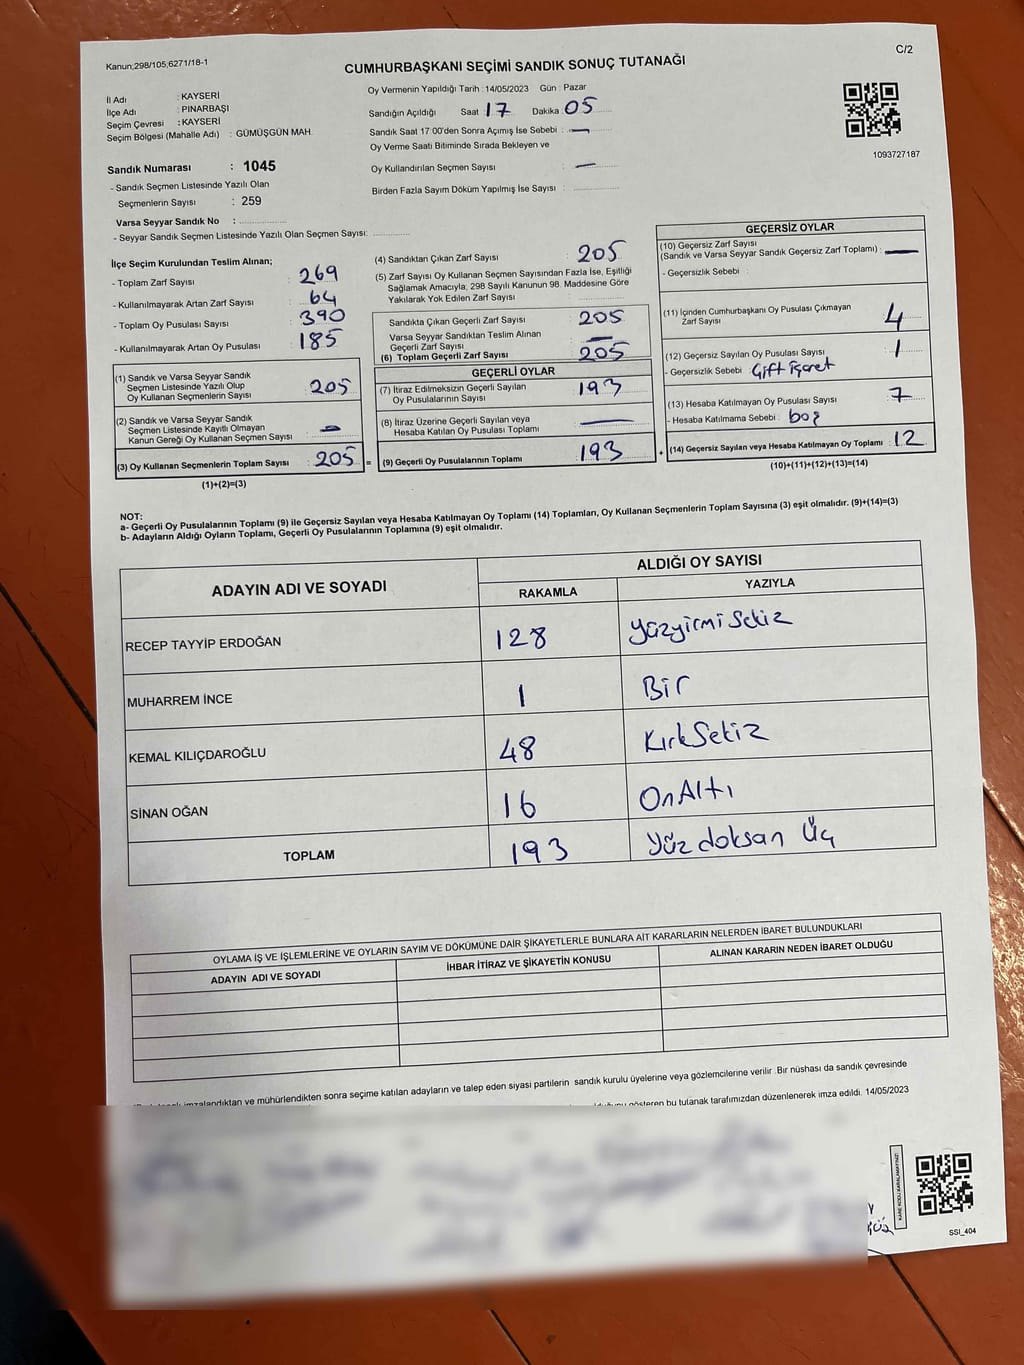 Kanun,298/105,6271/18-1
C/2
CUMHURBAŞKANI SEÇİMİ SANDIK SONUÇ TUTANAĞI
İl Adı : KAYSERİ
İlçe Adı : PINARBAŞI
Seçim Çevresi : KAYSERİ
Seçim Bölgesi (Mahalle Adı) : GÜMÜŞGÜN MAH.
Sandık Numarası : 1045
- Sandık Seçmen Listesinde Yazılı Olan
Seçmenlerin Sayısı : 259
Varsa Seyyar Sandık No :
- Seyyar Sandık Seçmen Listesinde Yazılı Olan Seçmen Sayısı:
Oy Vermenin Yapıldığı Tarih : 14/05/2023 Gün : Pazar
Sandığın Açıldığı Saat 17 Dakika 05
Sandık Saat 17:00'den Sonra Açımış İse Sebebi : —
Oy Verme Saati Bitiminde Sırada Bekleyen ve
Oy Kullandırılan Seçmen Sayısı : —
Birden Fazla Sayım Döküm Yapılmış İse Sayısı :
1093727187
İlçe Seçim Kurulundan Teslim Alınan;
- Toplam Zarf Sayısı : 269
- Kullanılmayarak Artan Zarf Sayısı : 64
- Toplam Oy Pusulası Sayısı : 390
- Kullanılmayarak Artan Oy Pusulası : 185
(1) Sandık ve Varsa Seyyar Sandık
Seçmen Listesinde Yazılı Olup
Oy Kullanan Seçmenlerin Sayısı : 205
(2) Sandık ve Varsa Seyyar Sandık
Seçmen Listesinde Kayıtlı Olmayan
Kanun Gereği Oy Kullanan Seçmen Sayısı : —
(3) Oy Kullanan Seçmenlerin Toplam Sayısı : 205 =
(1)+(2)=(3)
(4) Sandıktan Çıkan Zarf Sayısı : 205
(5) Zarf Sayısı Oy Kullanan Seçmen Sayısından Fazla İse, Eşitliği
Sağlamak Amacıyla, 298 Sayılı Kanunun 98. Maddesine Göre
Yakılarak Yok Edilen Zarf Sayısı :
Sandıkta Çıkan Geçerli Zarf Sayısı : 205
Varsa Seyyar Sandıktan Teslim Alınan
Geçerli Zarf Sayısı : —
(6) Toplam Geçerli Zarf Sayısı : 205
GEÇERLİ OYLAR
(7) İtiraz Edilmeksizin Geçerli Sayılan
Oy Pusulalarının Sayısı : 193
(8) İtiraz Üzerine Geçerli Sayılan veya
Hesaba Katılan Oy Pusulası Toplamı : —
(9) Geçerli Oy Pusulalarının Toplamı : 193 +
GEÇERSİZ OYLAR
(10) Geçersiz Zarf Sayısı
(Sandık ve Varsa Seyyar Sandık Geçersiz Zarf Toplamı) : —
- Geçersizlik Sebebi :
(11) İçinden Cumhurbaşkanı Oy Pusulası Çıkmayan
Zarf Sayısı : 4
(12) Geçersiz Sayılan Oy Pusulası Sayısı : 1
- Geçersizlik Sebebi : Çift işaret
(13) Hesaba Katılmayan Oy Pusulası Sayısı : 7
- Hesaba Katılmama Sebebi : boş
(14) Geçersiz Sayılan veya Hesaba Katılmayan Oy Toplamı : 12
(10)+(11)+(12)+(13)=(14)
NOT:
a- Geçerli Oy Pusulalarının Toplamı (9) ile Geçersiz Sayılan veya Hesaba Katılmayan Oy Toplamı (14) Toplamları, Oy Kullanan Seçmenlerin Toplam Sayısına (3) eşit olmalıdır. (9)+(14)=(3)
b- Adayların Aldığı Oyların Toplamı, Geçerli Oy Pusulalarının Toplamına (9) eşit olmalıdır.
ADAYIN ADI VE SOYADI
ALDIĞI OY SAYISI
RAKAMLA YAZIYLA
RECEP TAYYİP ERDOĞAN 128 Yüzyirmi Sekiz
MUHARREM İNCE 1 Bir
KEMAL KILIÇDAROĞLU 48 KırkSekiz
SİNAN OĞAN 16 OnAltı
TOPLAM 193 Yüz doksan Üç
OYLAMA İŞ VE İŞLEMLERİNE VE OYLARIN SAYIM VE DÖKÜMÜNE DAİR ŞİKAYETLERLE BUNLARA AİT KARARLARIN NELERDEN İBARET BULUNDUKLARI
ADAYIN ADI VE SOYADI İHBAR İTİRAZ VE ŞİKAYETİN KONUSU ALINAN KARARIN NEDEN İBARET OLDUĞU
imzalandıktan ve mühürlendikten sonra seçime katılan adayların ve talep eden siyasi partilerin sandık kurulu üyelerine veya gözlemcilerine verilir .Bir nüshası da sandık çevresinde
gösteren bu tutanak tarafımızdan düzenlenerek imza edildi. 14/05/2023
KARE KODU KARALAMAYINIZ!
SSI_404